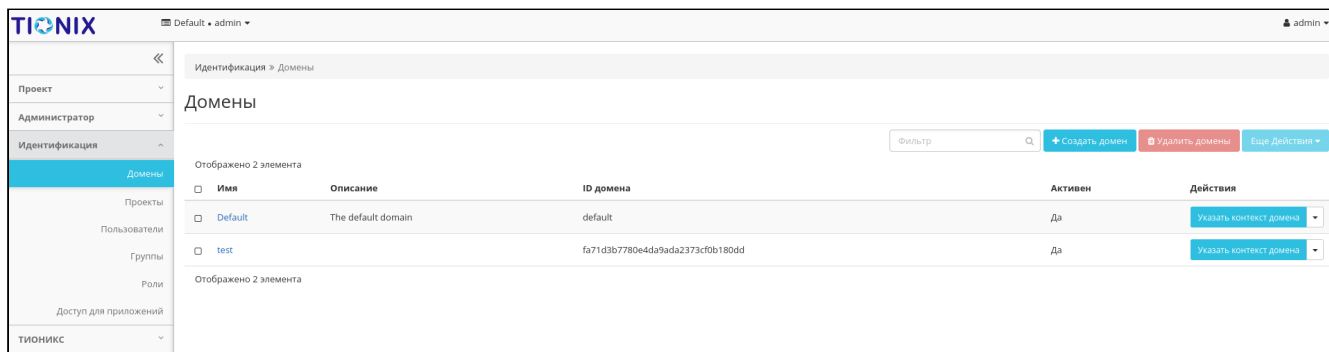 TIONIX
Default • admin
admin
Идентификация » Домены
Проект
Администратор
Идентификация
Домены
Проекты
Пользователи
Группы
Роли
Доступ для приложений
ТИОНИКС
Домены
Фильтр
Создать домен
Удалить домены
Еще Действия
Отображено 2 элемента
Имя Описание ID домена Активен Действия
Default The default domain default Да Указать контекст домена
test fa71d3b7780e4da9ada2373cf0b180dd Да Указать контекст домена
Отображено 2 элемента